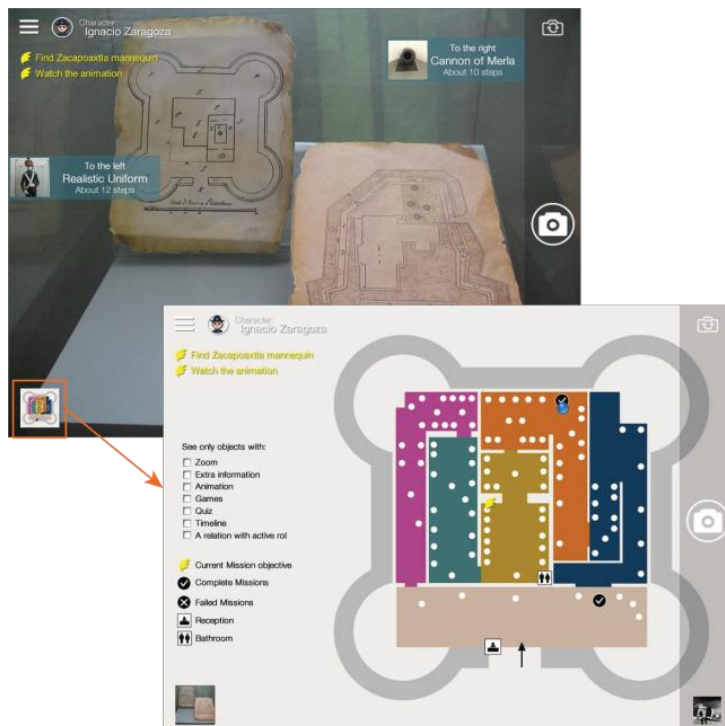 Character:
Ignacio Zaragoza
Find Zacapoaxtla mannequin
Watch the animation
To the right
Cannon of Merla
About 10 steps
To the left
Realistic Uniform
About 12 steps
Character:
Ignacio Zaragoza
Find Zacapoaxtla mannequin
Watch the animation
See only objects with:
Zoom
Extra information
Animation
Games
Quiz
Timeline
A relation with active rol
Current Mission objective
Complete Missions
Failed Missions
Reception
Bathroom